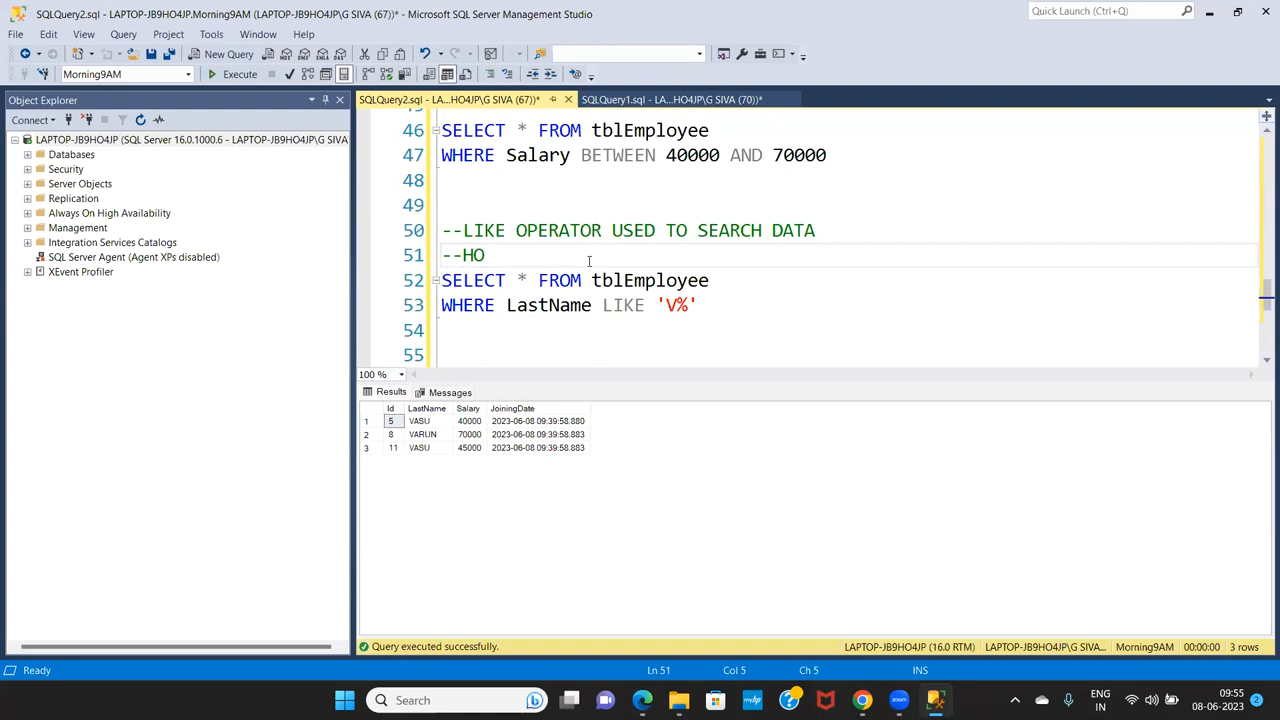 SQLQuery2.sql - LAPTOP-JB9HO4JP.Morning9AM (LAPTOP-JB9HO4JP\G SIVA (67))* - Microsoft SQL Server Management Studio
Quick Launch (Ctrl+Q)
File Edit View Query Project Tools Window Help
New Query
Morning9AM
Execute
Object Explorer
SQLQuery2.sql - LA...HO4JP\G SIVA (67))*
SQLQuery1.sql - LA...HO4JP\G SIVA (70))*
Connect
LAPTOP-JB9HO4JP (SQL Server 16.0.1000.6 - LAPTOP-JB9HO4JP\G SIVA
Databases
Security
Server Objects
Replication
Always On High Availability
Management
Integration Services Catalogs
SQL Server Agent (Agent XPs disabled)
XEvent Profiler
46 SELECT * FROM tblEmployee
47 WHERE Salary BETWEEN 40000 AND 70000
48
49
50 --LIKE OPERATOR USED TO SEARCH DATA
51 --HO
52 SELECT * FROM tblEmployee
53 WHERE LastName LIKE 'V%'
54
55
100 %
Results Messages
Id LastName Salary JoiningDate
1 5 VASU 40000 2023-06-08 09:39:58.880
2 8 VARUN 70000 2023-06-08 09:39:58.883
3 11 VASU 45000 2023-06-08 09:39:58.883
Query executed successfully.
LAPTOP-JB9HO4JP (16.0 RTM) LAPTOP-JB9HO4JP\G SIVA... Morning9AM 00:00:00 3 rows
Ready Ln 51 Col 5 Ch 5 INS
Search
zoom
ENG
IN
09:55
08-06-2023
2